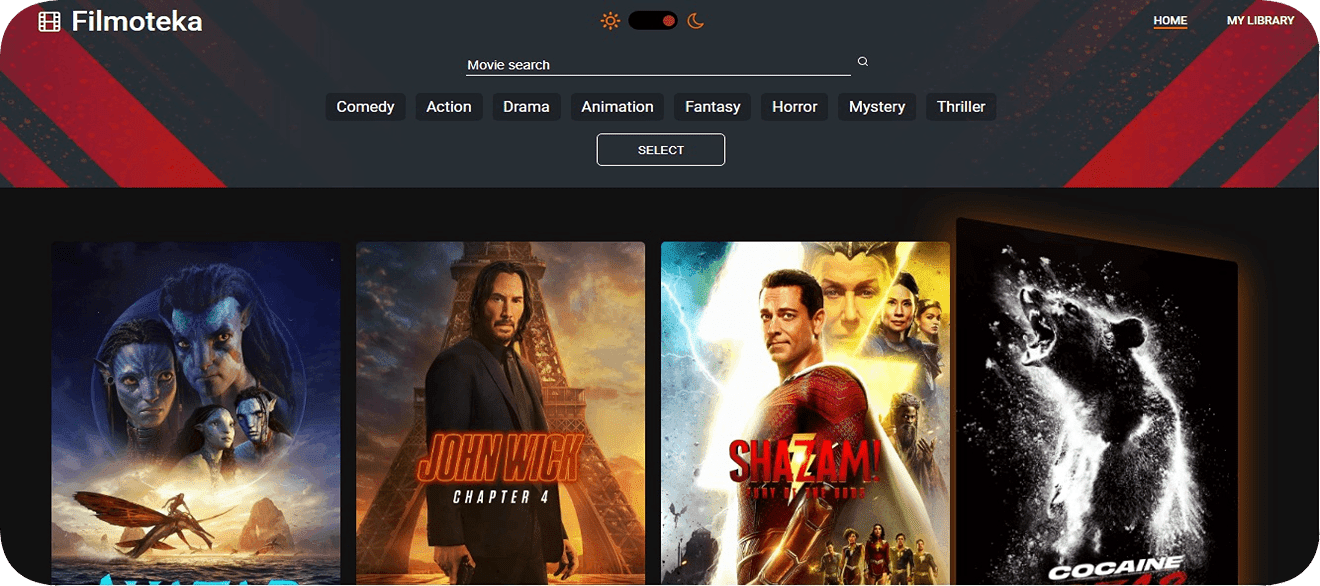 Filmoteka
HOME
MY LIBRARY
Movie search
Comedy
Action
Drama
Animation
Fantasy
Horror
Mystery
Thriller
SELECT
JOHN WICK
CHAPTER 4
SHAZAM!
FURY OF THE GODS
AVATAR
COCAINE